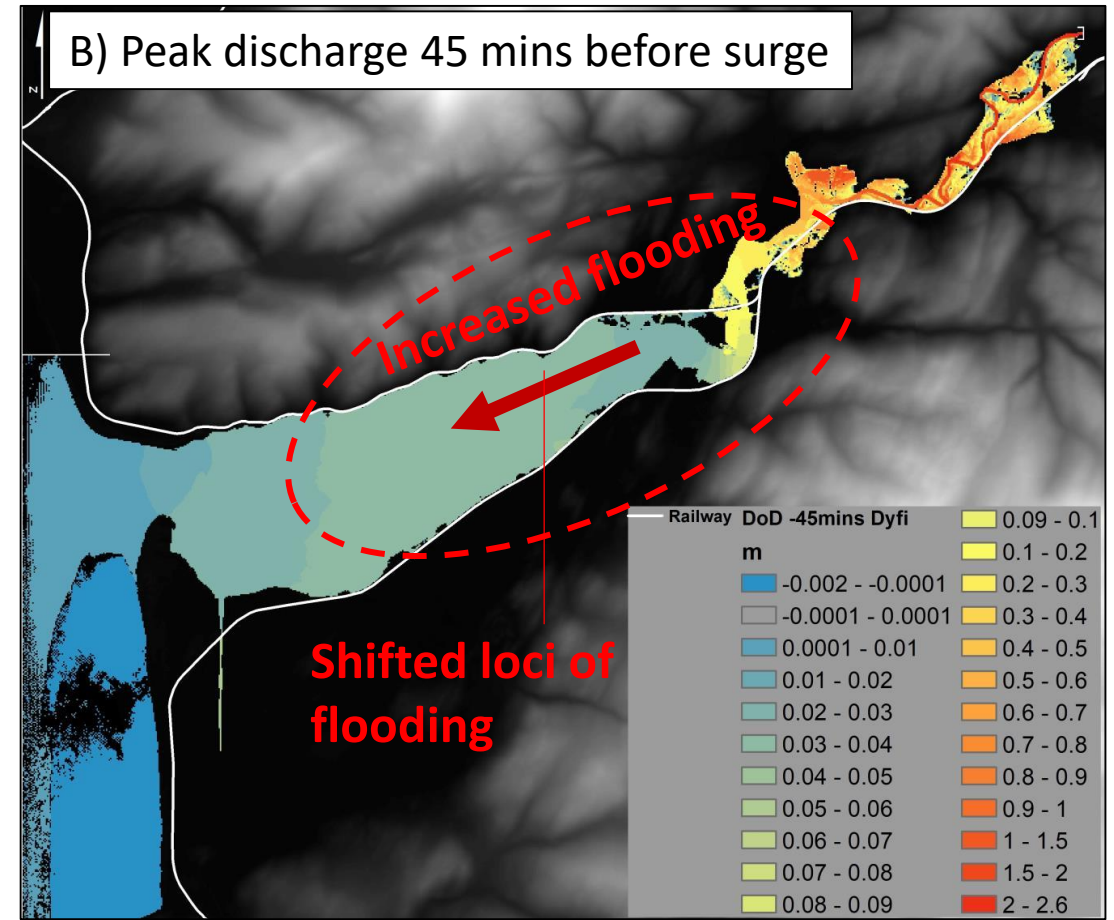 B) Peak discharge 45 mins before surge
N
Increased flooding
Shifted loci of
flooding
Railway DoD -45mins Dyfi
m
-0.002 - -0.0001
-0.0001 - 0.0001
0.0001 - 0.01
0.01 - 0.02
0.02 - 0.03
0.03 - 0.04
0.04 - 0.05
0.05 - 0.06
0.06 - 0.07
0.07 - 0.08
0.08 - 0.09
0.09 - 0.1
0.1 - 0.2
0.2 - 0.3
0.3 - 0.4
0.4 - 0.5
0.5 - 0.6
0.6 - 0.7
0.7 - 0.8
0.8 - 0.9
0.9 - 1
1 - 1.5
1.5 - 2
2 - 2.6